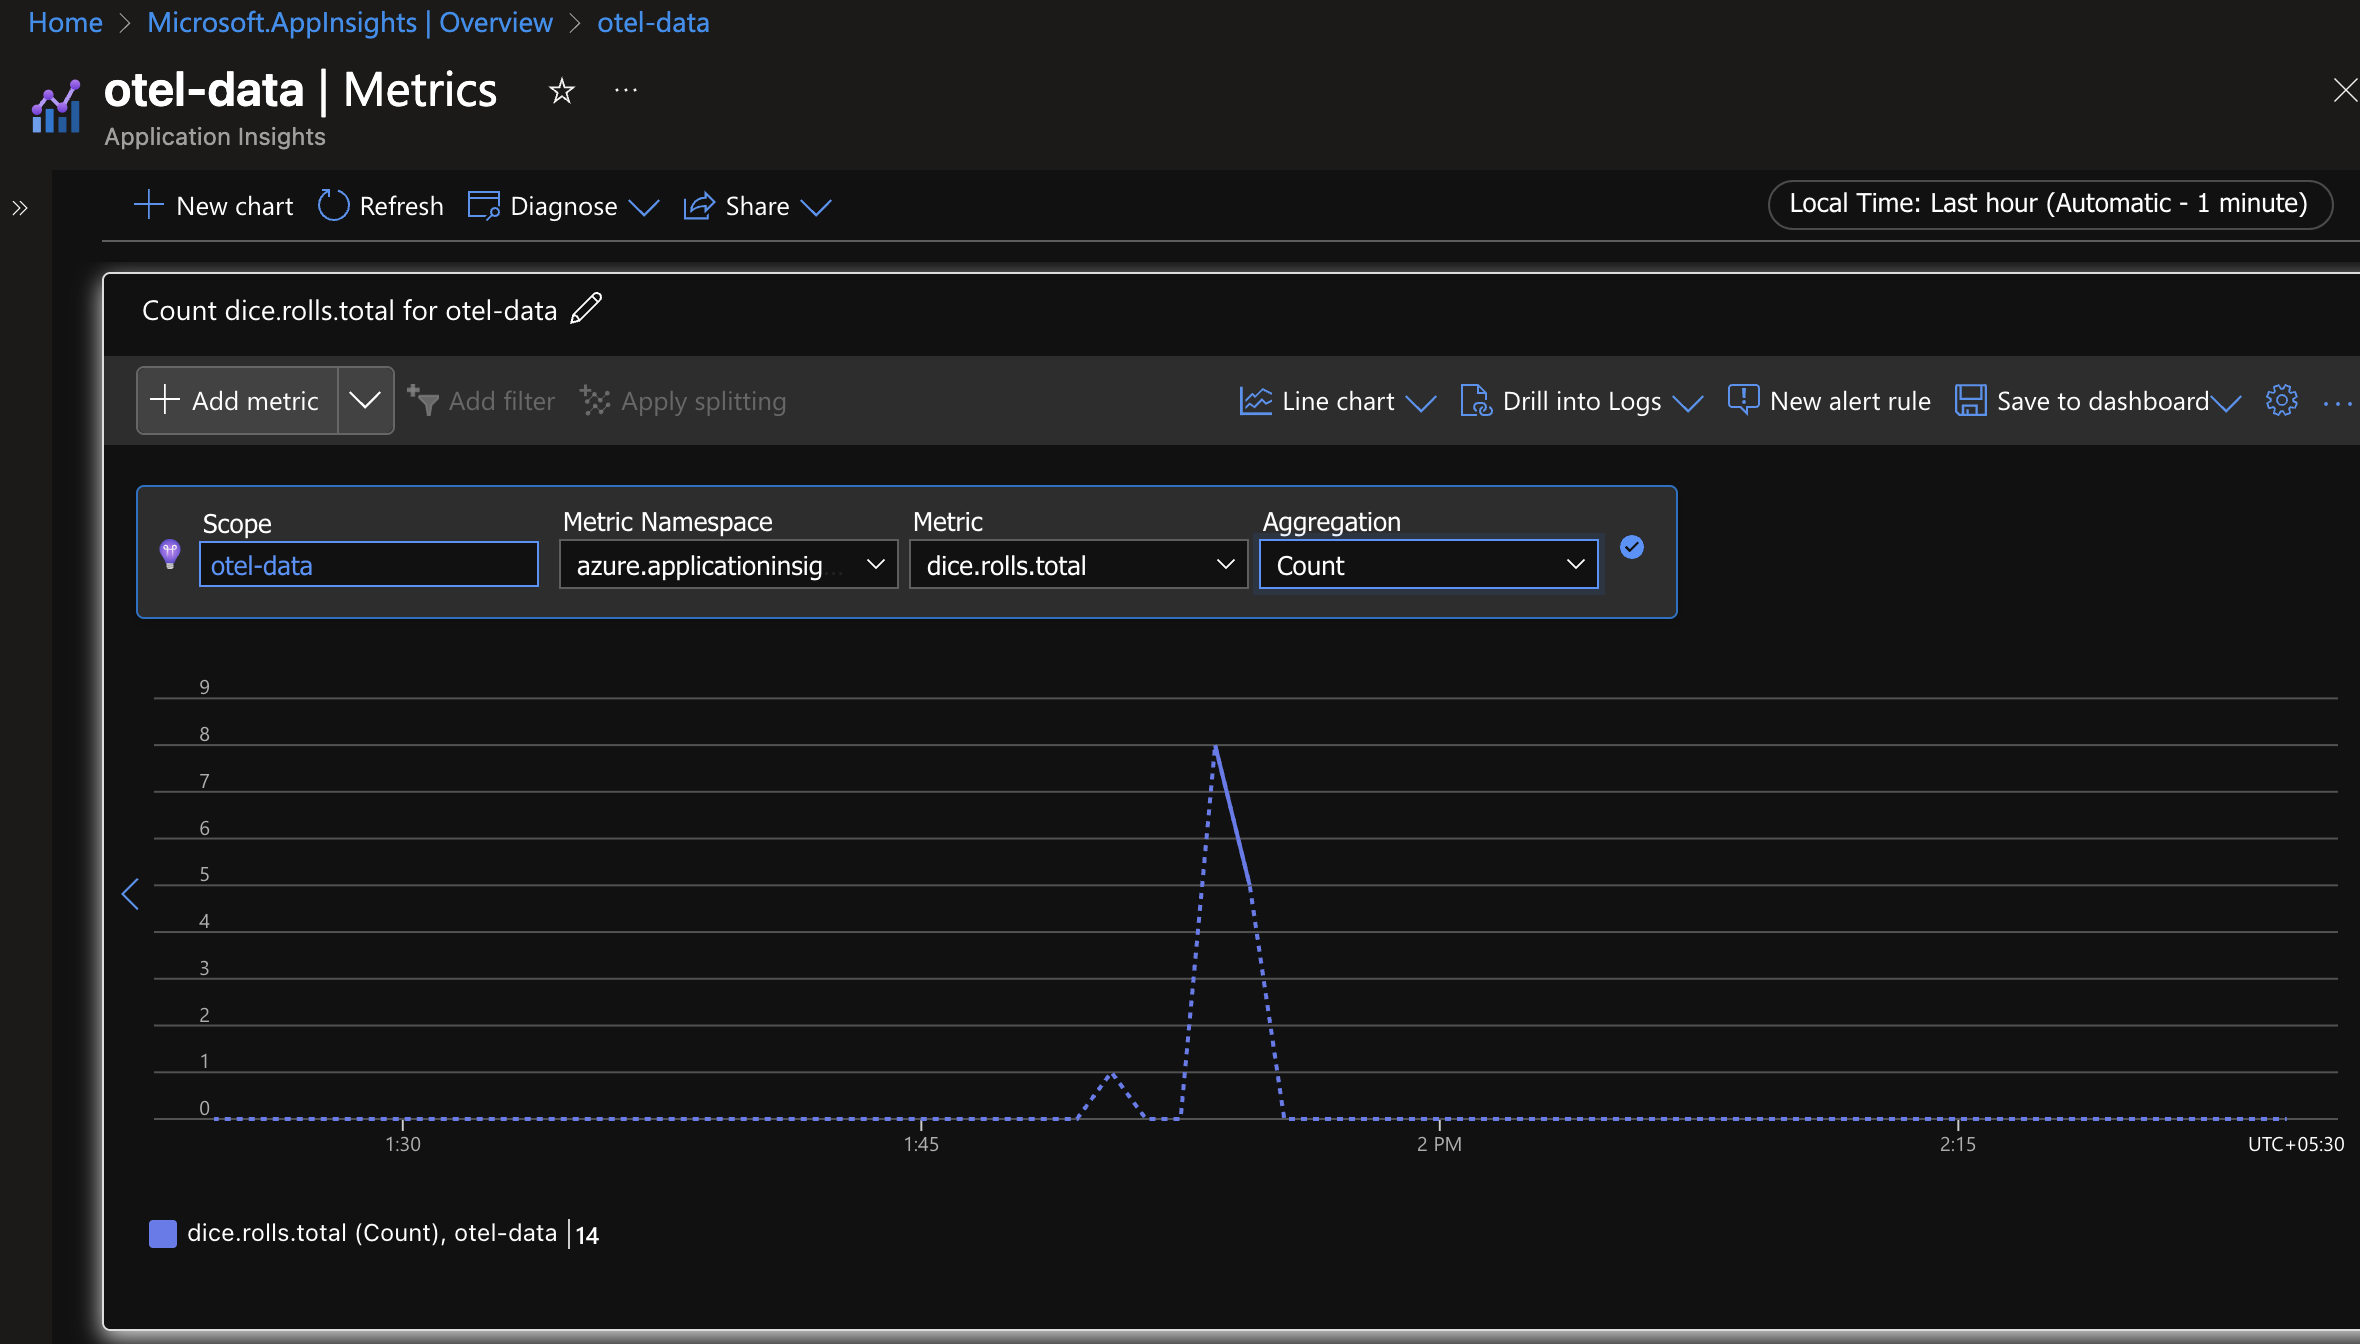 Home > Microsoft.AppInsights | Overview > otel-data
otel-data | Metrics
Application Insights
New chart Refresh Diagnose Share Local Time: Last hour (Automatic - 1 minute)
Count dice.rolls.total for otel-data
Add metric Add filter Apply splitting Line chart Drill into Logs New alert rule Save to dashboard
Scope Metric Namespace Metric Aggregation
otel-data azure.applicationinsig... dice.rolls.total Count
9
8
7
6
5
4
3
2
1
0
1:30 1:45 2 PM 2:15 UTC+05:30
dice.rolls.total (Count), otel-data | 14